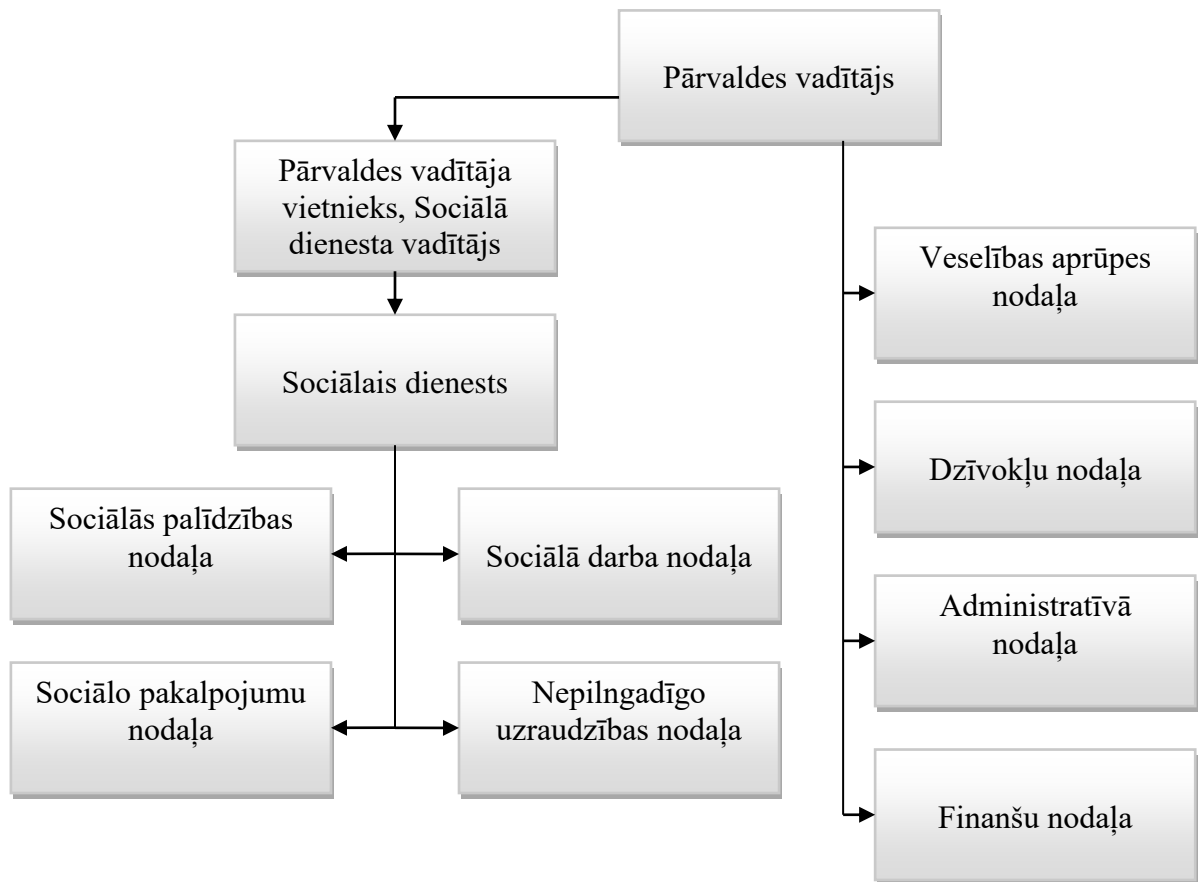 Pārvaldes vadītājs
Pārvaldes vadītāja
vietnieks, Sociālā
dienesta vadītājs
Veselības aprūpes
nodaļa
Sociālais dienests
Dzīvokļu nodaļa
Sociālās palīdzības
nodaļa
Sociālā darba nodaļa
Administratīvā
nodaļa
Sociālo pakalpojumu
nodaļa
Nepilngadīgo
uzraudzības nodaļa
Finanšu nodaļa